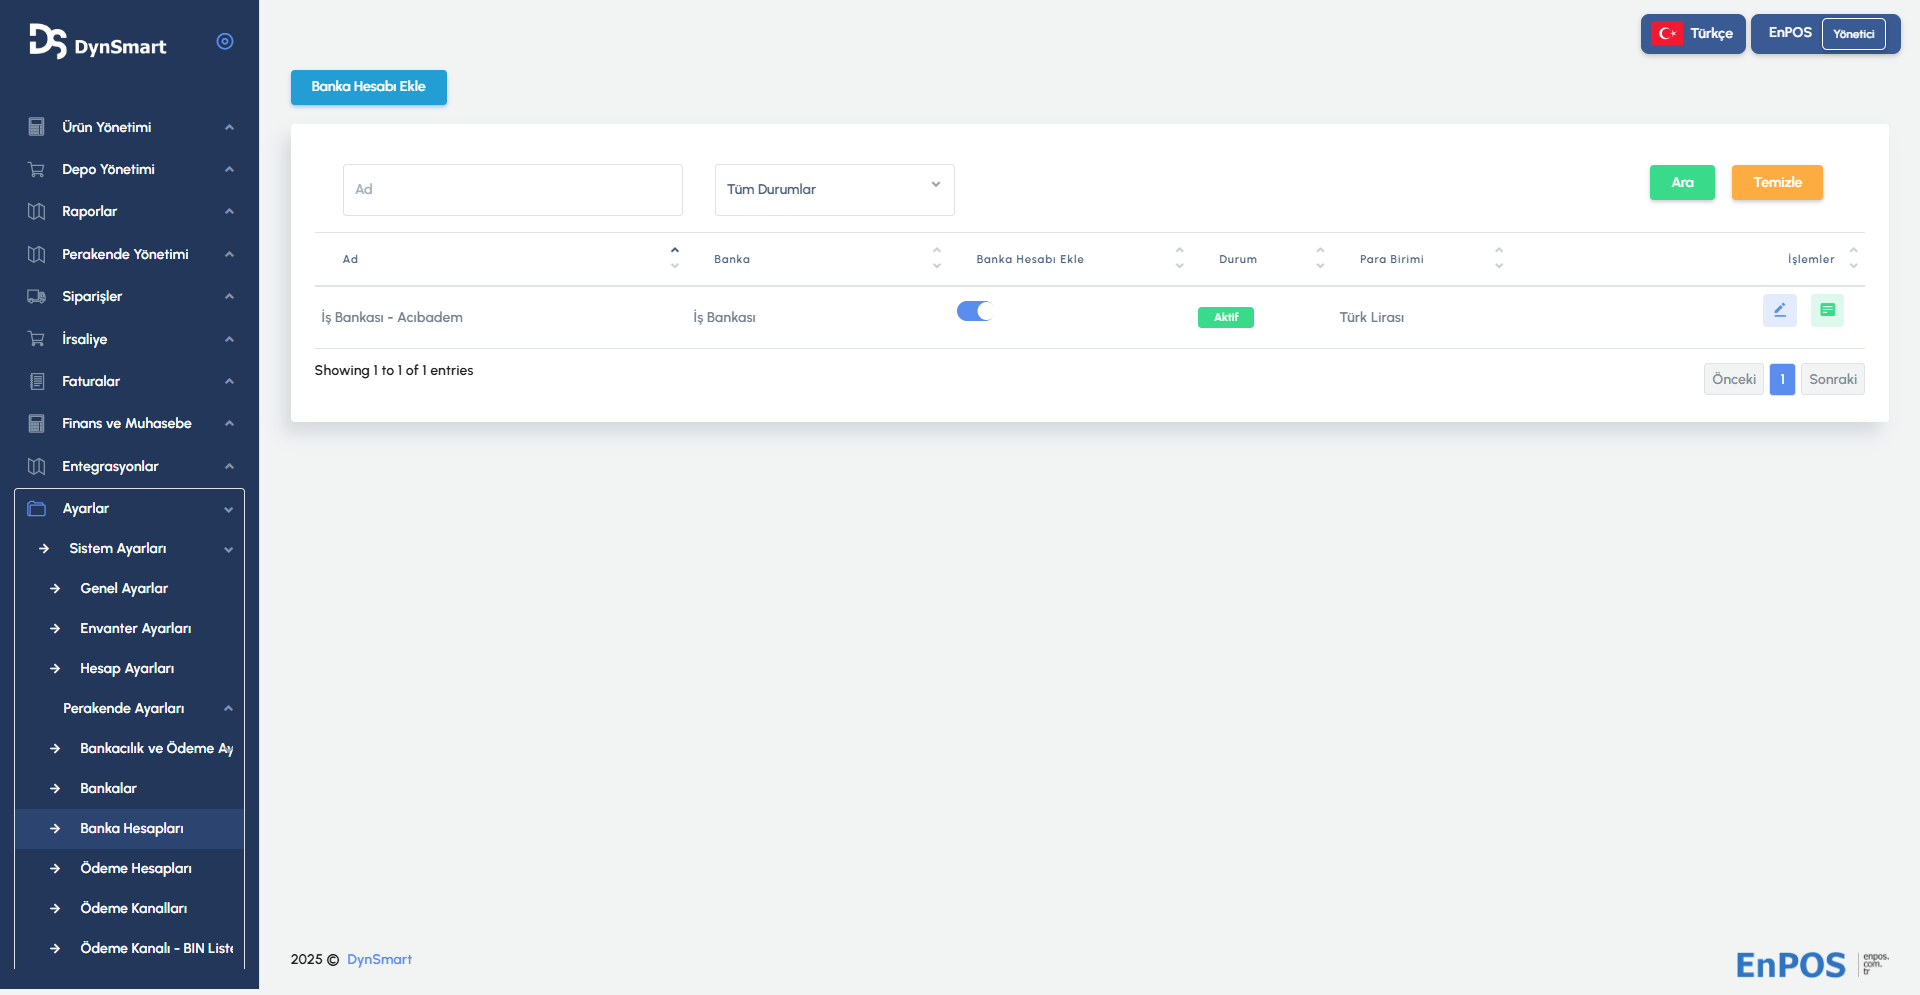 DS DynSmart
Türkçe
EnPOS Yönetici
Banka Hesabı Ekle
Ürün Yönetimi
Depo Yönetimi
Raporlar
Perakende Yönetimi
Siparişler
İrsaliye
Faturalar
Finans ve Muhasebe
Entegrasyonlar
Ayarlar
Sistem Ayarları
Genel Ayarlar
Envanter Ayarları
Hesap Ayarları
Perakende Ayarları
Bankacılık ve Ödeme Ay
Bankalar
Banka Hesapları
Ödeme Hesapları
Ödeme Kanalları
Ödeme Kanalı - BIN Liste
Ad Tüm Durumlar Ara Temizle
Ad Banka Banka Hesabı Ekle Durum Para Birimi İşlemler
İş Bankası - Acıbadem İş Bankası Aktif Türk Lirası
Showing 1 to 1 of 1 entries
Önceki 1 Sonraki
2025 © DynSmart
EnPOS
enpos.
com.
tr